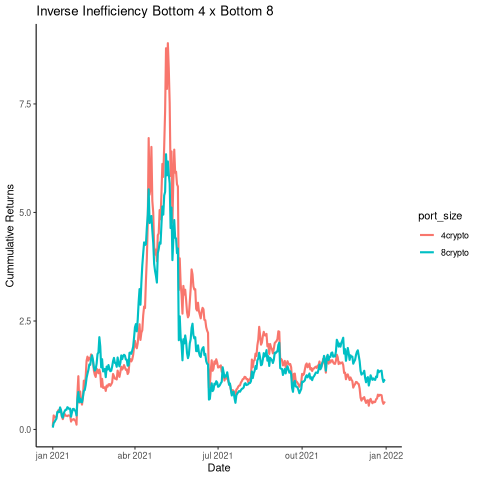 Inverse Inefficiency Bottom 4 x Bottom 8
Cummulative Returns
7.5
5.0
2.5
0.0
jan 2021
abr 2021
jul 2021
out 2021
jan 2022
Date
port_size
4crypto
8crypto